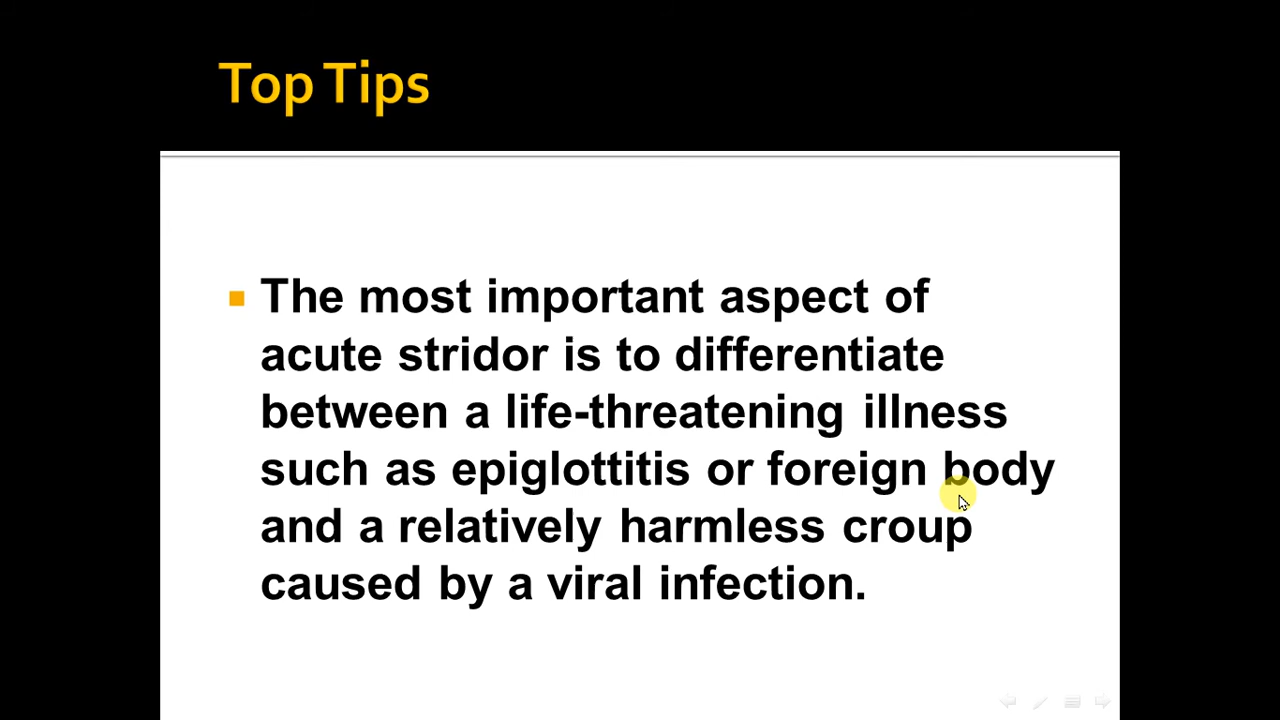 Top Tips
The most important aspect of
acute stridor is to differentiate
between a life-threatening illness
such as epiglottitis or foreign body
and a relatively harmless croup
caused by a viral infection.